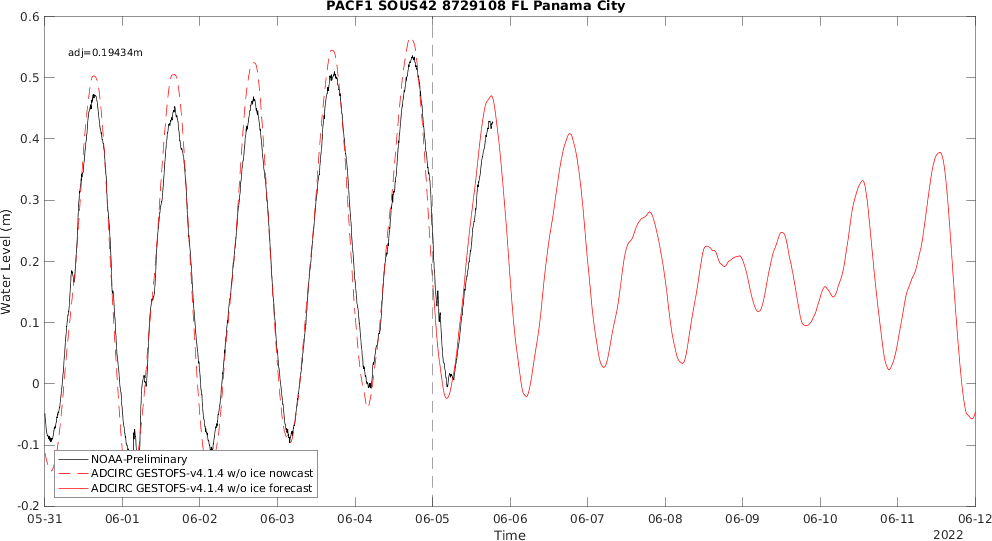 PACF1 SOUS42 8729108 FL Panama City
adj=0.19434m
Water Level (m)
0.6
0.5
0.4
0.3
0.2
0.1
0
-0.1
-0.2
NOAA-Preliminary
ADCIRC GESTOFS-v4.1.4 w/o ice nowcast
ADCIRC GESTOFS-v4.1.4 w/o ice forecast
05-31 06-01 06-02 06-03 06-04 06-05 06-06 06-07 06-08 06-09 06-10 06-11 06-12
Time
2022